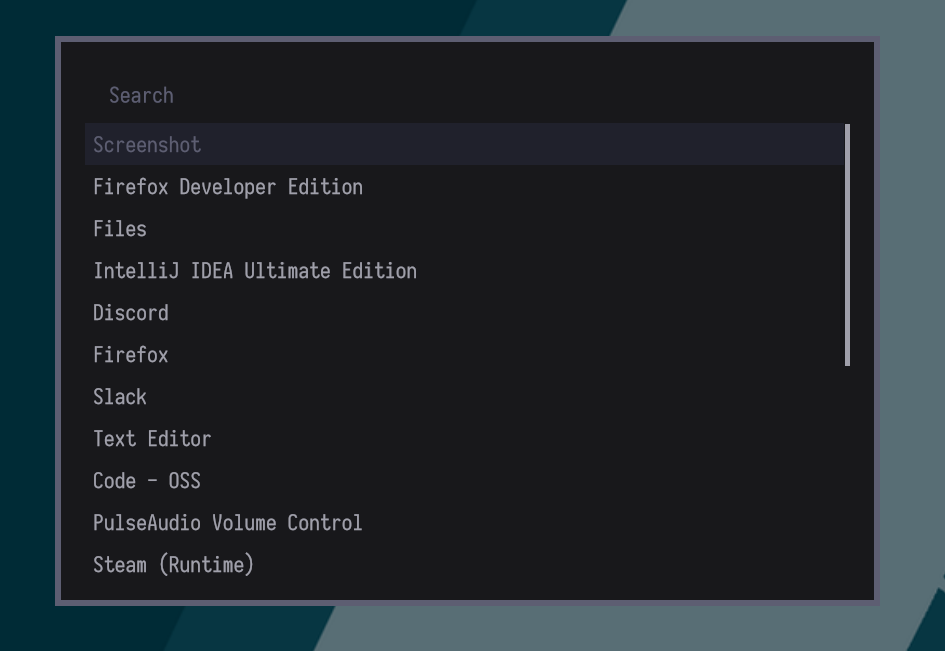 Search
Screenshot
Firefox Developer Edition
Files
IntelliJ IDEA Ultimate Edition
Discord
Firefox
Slack
Text Editor
Code - OSS
PulseAudio Volume Control
Steam (Runtime)